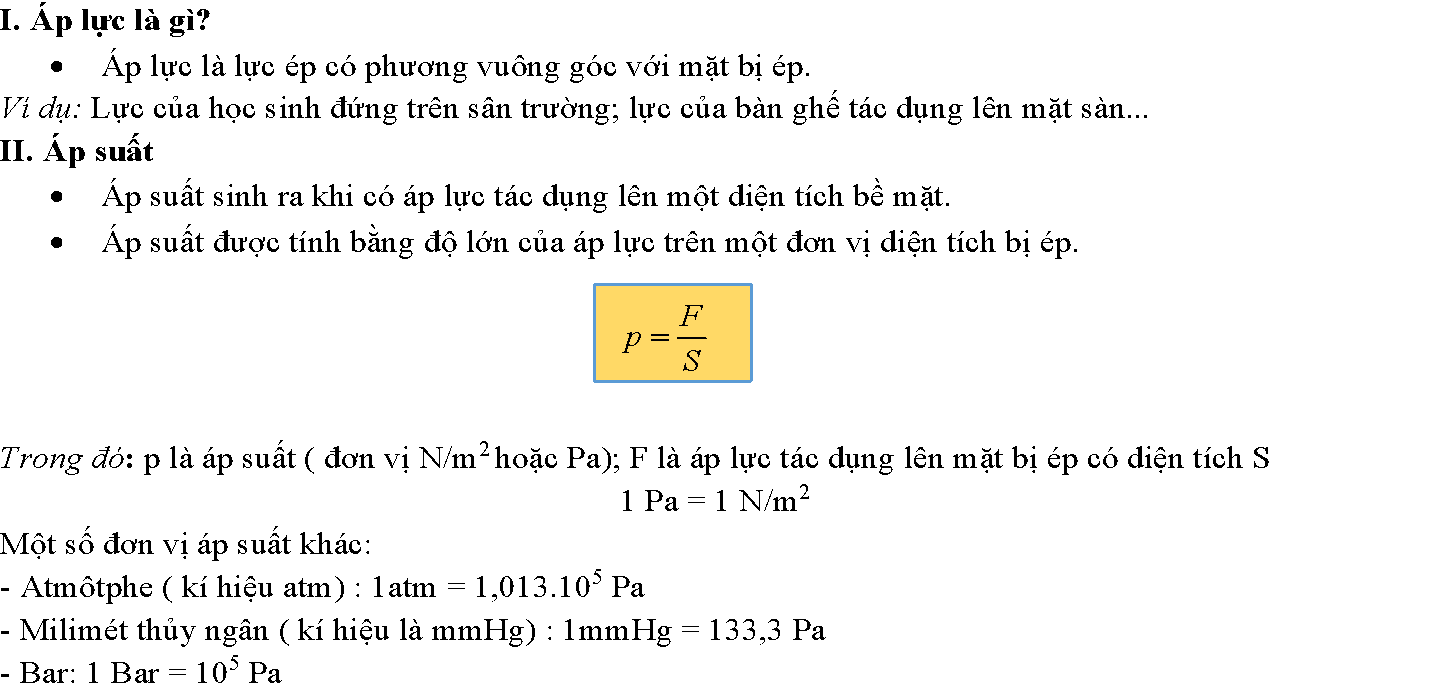 I. Áp lực là gì?
• Áp lực là lực ép có phương vuông góc với mặt bị ép.
Ví dụ: Lực của học sinh đứng trên sân trường; lực của bàn ghế tác dụng lên mặt sàn...
II. Áp suất
• Áp suất sinh ra khi có áp lực tác dụng lên một diện tích bề mặt.
• Ấp suất được tính bằng độ lớn của áp lực trên một đơn vị diện tích bị ép.
p = F/S
Trong đó: p là áp suất ( đơn vị N/m² hoặc Pa); F là áp lực tác dụng lên mặt bị ép có diện tích S
1 Pa = 1 N/m²
Một số đơn vị áp suất khác:
- Atmôtphe ( kí hiệu atm) : 1atm = 1,013.10⁵ Pa
- Milimét thủy ngân ( kí hiệu là mmHg) : 1mmHg = 133,3 Pa
- Bar: 1 Bar = 10⁵ Pa